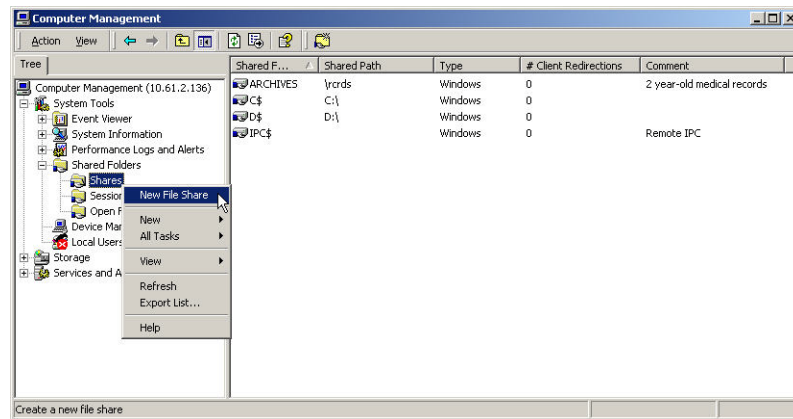 Computer Management
Action View
Tree
Shared F... Shared Path Type # Client Redirections Comment
Computer Management (10.61.2.136)
System Tools
Event Viewer
System Information
Performance Logs and Alerts
Shared Folders
Shares
Session
Open F
Device Mar
Local Users
Storage
Services and A
ARCHIVES \rcrds Windows 0 2 year-old medical records
C$ C:\ Windows 0
D$ D:\ Windows 0
IPC$ Windows 0 Remote IPC
New File Share
New
All Tasks
View
Refresh
Export List...
Help
Create a new file share